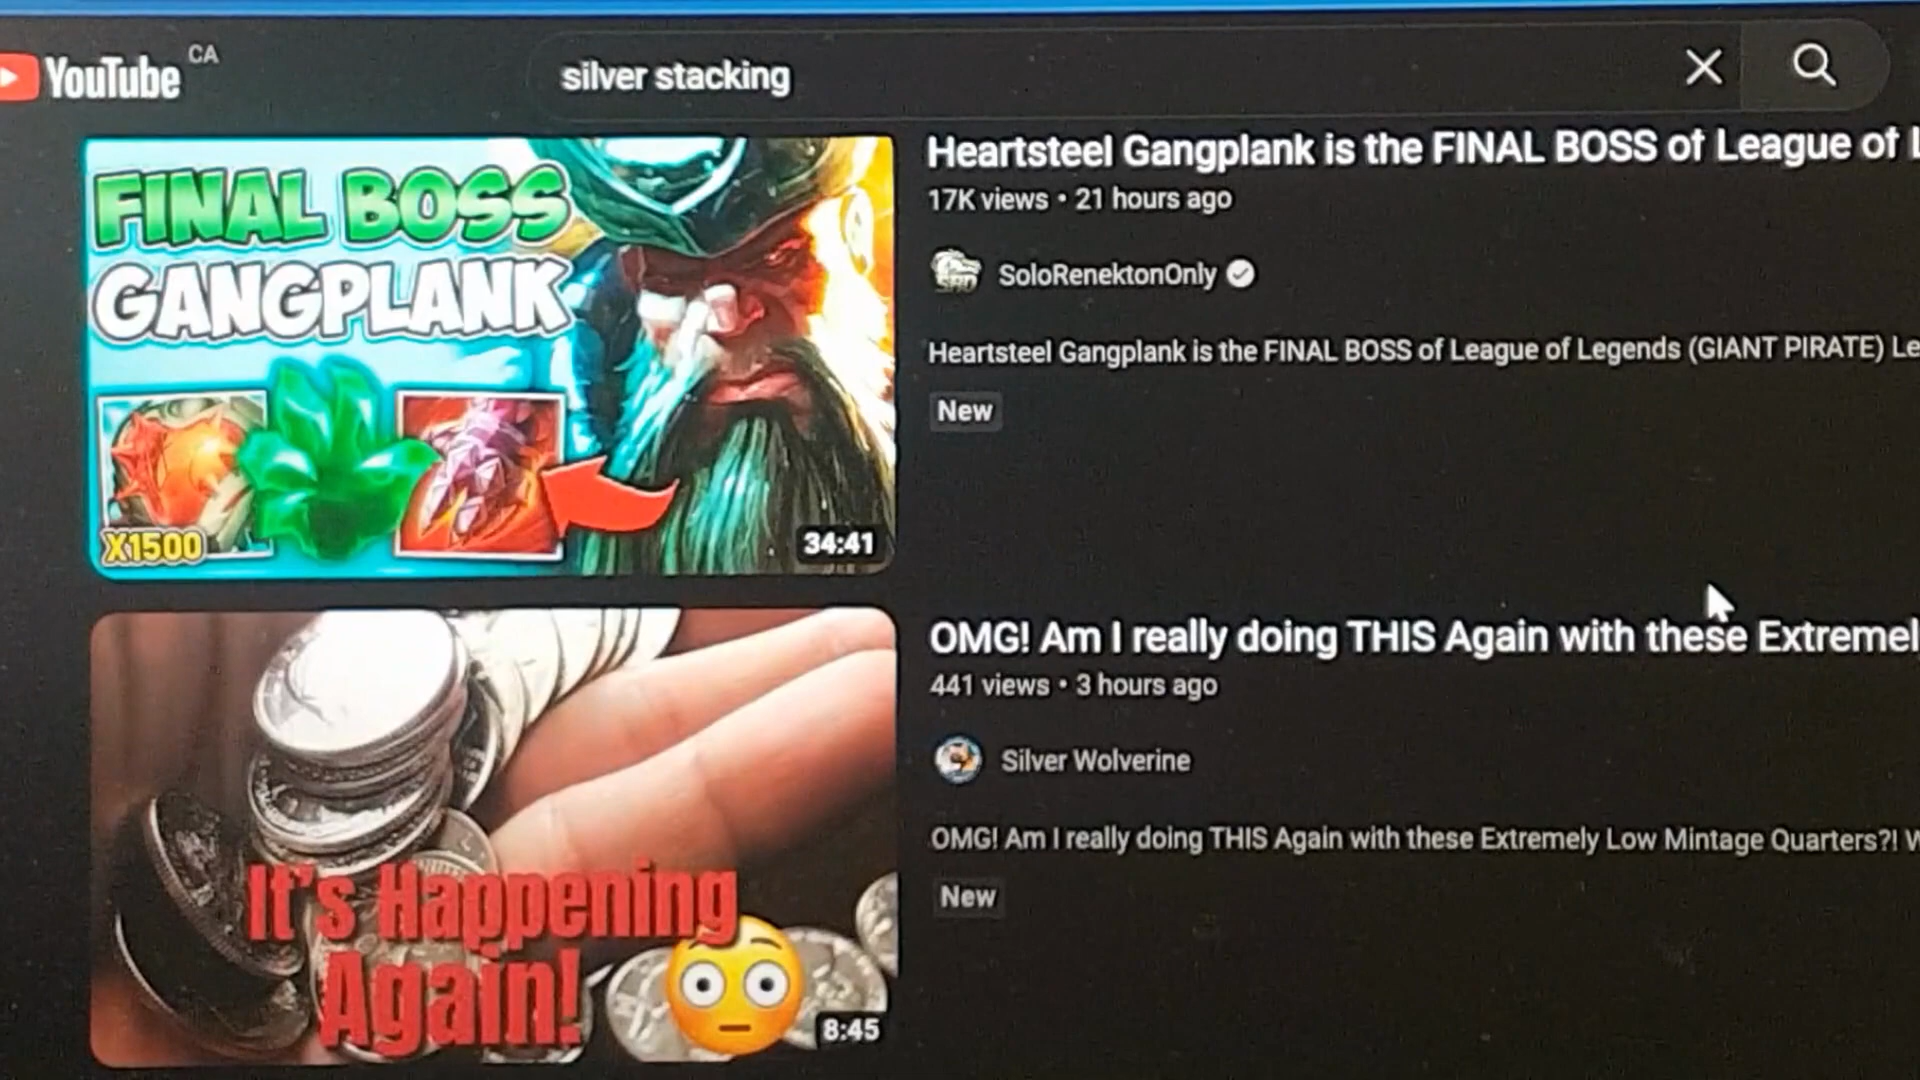 YouTube CA
silver stacking
FINAL BOSS
GANGPLANK
X1500
34:41
Heartsteel Gangplank is the FINAL BOSS of League of L
17K views • 21 hours ago
SoloRenektonOnly
Heartsteel Gangplank is the FINAL BOSS of League of Legends (GIANT PIRATE) Le
New
It's Happening
Again!
8:45
OMG! Am I really doing THIS Again with these Extremel
441 views • 3 hours ago
Silver Wolverine
OMG! Am I really doing THIS Again with these Extremely Low Mintage Quarters?! W
New